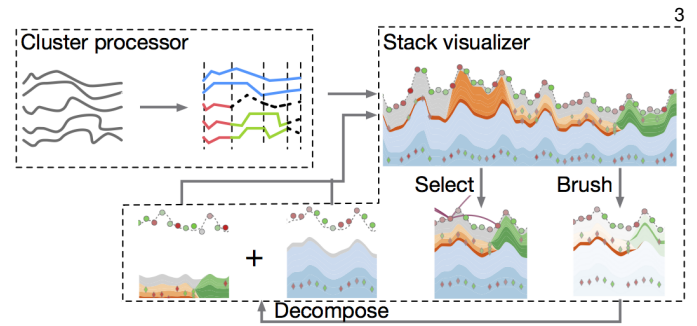 3
Cluster processor
Stack visualizer
Select
Brush
+
Decompose